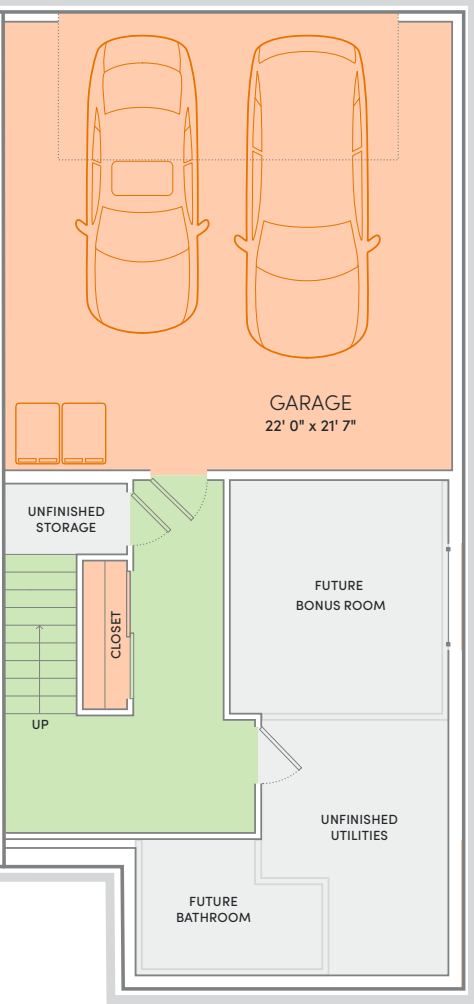 GARAGE
22' 0" x 21' 7"
UNFINISHED
STORAGE
CLOSET
FUTURE
BONUS ROOM
UP
UNFINISHED
UTILITIES
FUTURE
BATHROOM